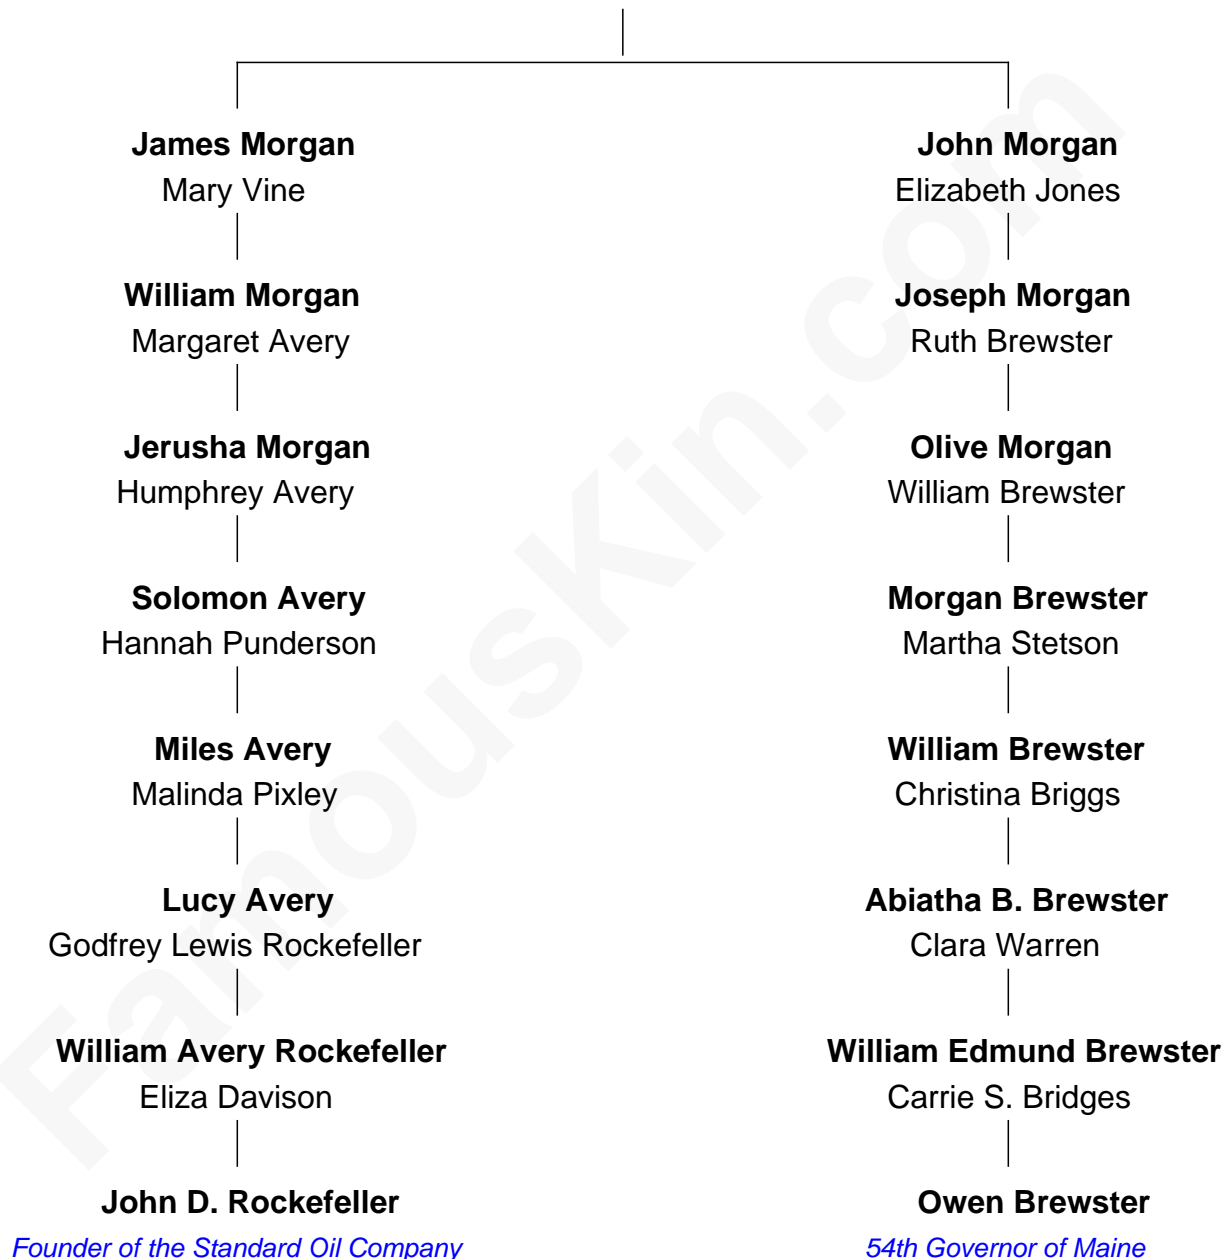 James Morgan
Mary Vine
William Morgan
Margaret Avery
Jerusha Morgan
Humphrey Avery
Solomon Avery
Hannah Punderson
Miles Avery
Malinda Pixley
Lucy Avery
Godfrey Lewis Rockefeller
William Avery Rockefeller
Eliza Davison
John D. Rockefeller
Founder of the Standard Oil Company
John Morgan
Elizabeth Jones
Joseph Morgan
Ruth Brewster
Olive Morgan
William Brewster
Morgan Brewster
Martha Stetson
William Brewster
Christina Briggs
Abiatha B. Brewster
Clara Warren
William Edmund Brewster
Carrie S. Bridges
Owen Brewster
54th Governor of Maine
FamousKin.com